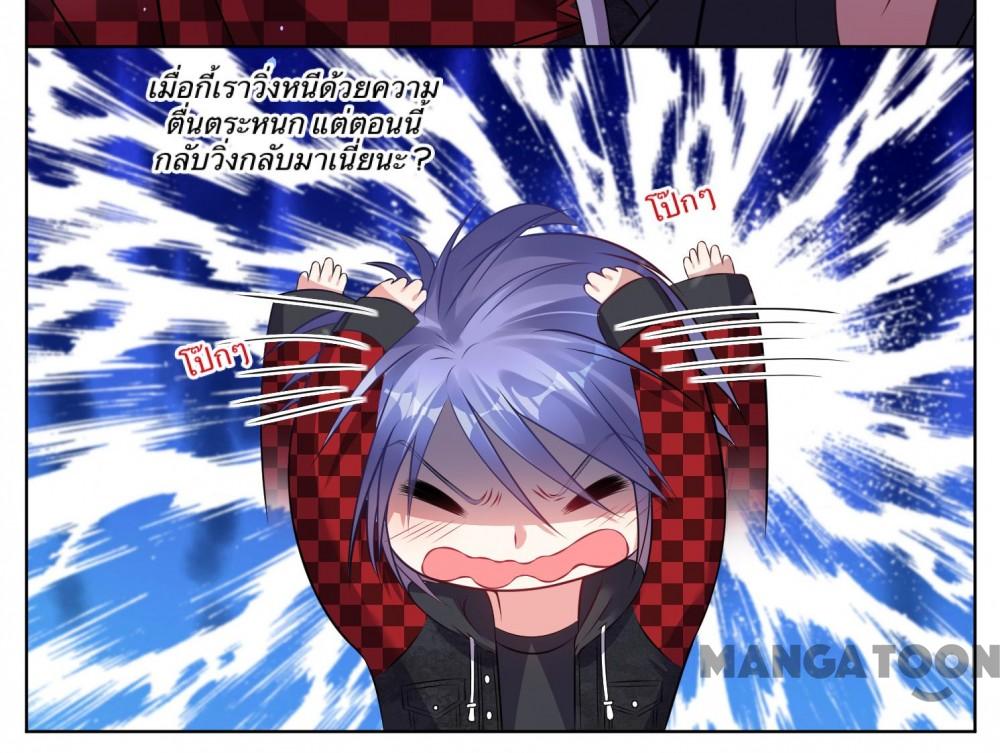 เมื่อกี้เราวิ่งหนีด้วยความ
ตื่นตระหนก แต่ตอนนี้
กลับวิ่งกลับมาเนี่ยนะ ?
โป๊กๆ
โป๊กๆ
MANGATOON